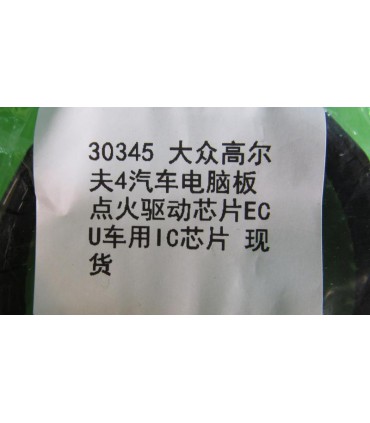 30345 大众高尔
夫4汽车电脑板
点火驱动芯片EC
U车用IC芯片 现
货